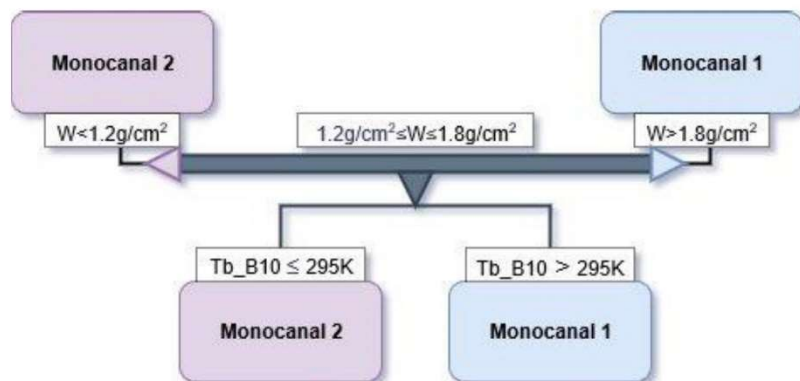 Monocanal 2
Monocanal 1
W<1.2g/cm²
1.2g/cm²≤W≤1.8g/cm²
W>1.8g/cm²
Tb_B10 ≤ 295K
Tb_B10 > 295K
Monocanal 2
Monocanal 1